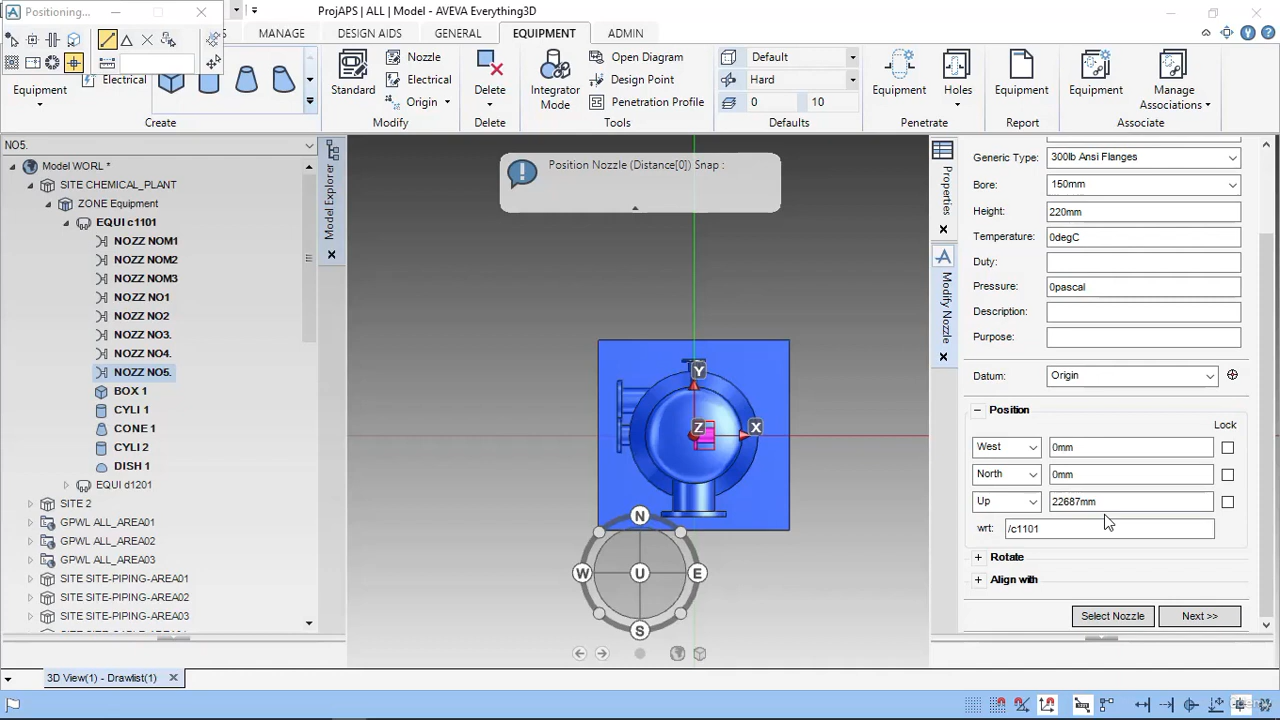 Positioning...
ProjAPS | ALL | Model - AVEVA Everything3D
MANAGE
DESIGN AIDS
GENERAL
EQUIPMENT
ADMIN
Equipment
Electrical
Create
Standard
Nozzle
Electrical
Origin
Modify
Delete
Delete
Integrator Mode
Open Diagram
Design Point
Penetration Profile
Tools
Default
Hard
0
10
Defaults
Equipment
Holes
Penetrate
Equipment
Report
Equipment
Manage Associations
Associate
NO5.
Model WORL *
SITE CHEMICAL_PLANT
ZONE Equipment
EQUI c1101
NOZZ NOM1
NOZZ NOM2
NOZZ NOM3
NOZZ NO1
NOZZ NO2
NOZZ NO3.
NOZZ NO4.
NOZZ NO5.
BOX 1
CYLI 1
CONE 1
CYLI 2
DISH 1
EQUI d1201
SITE 2
GPWL ALL_AREA01
GPWL ALL_AREA02
GPWL ALL_AREA03
SITE SITE-PIPING-AREA01
SITE SITE-PIPING-AREA02
SITE SITE-CABLE-AREA01
Model Explorer
Position Nozzle (Distance[0]) Snap :
Y
Z
X
N
W
U
E
S
Properties
Modify Nozzle
Generic Type: 300lb Ansi Flanges
Bore: 150mm
Height: 220mm
Temperature: 0degC
Duty:
Pressure: 0pascal
Description:
Purpose:
Datum: Origin
Position
Lock
West 0mm
North 0mm
Up 22687mm
wrt: /c1101
Rotate
Align with
Select Nozzle
Next >>
3D View(1) - Drawlist(1)